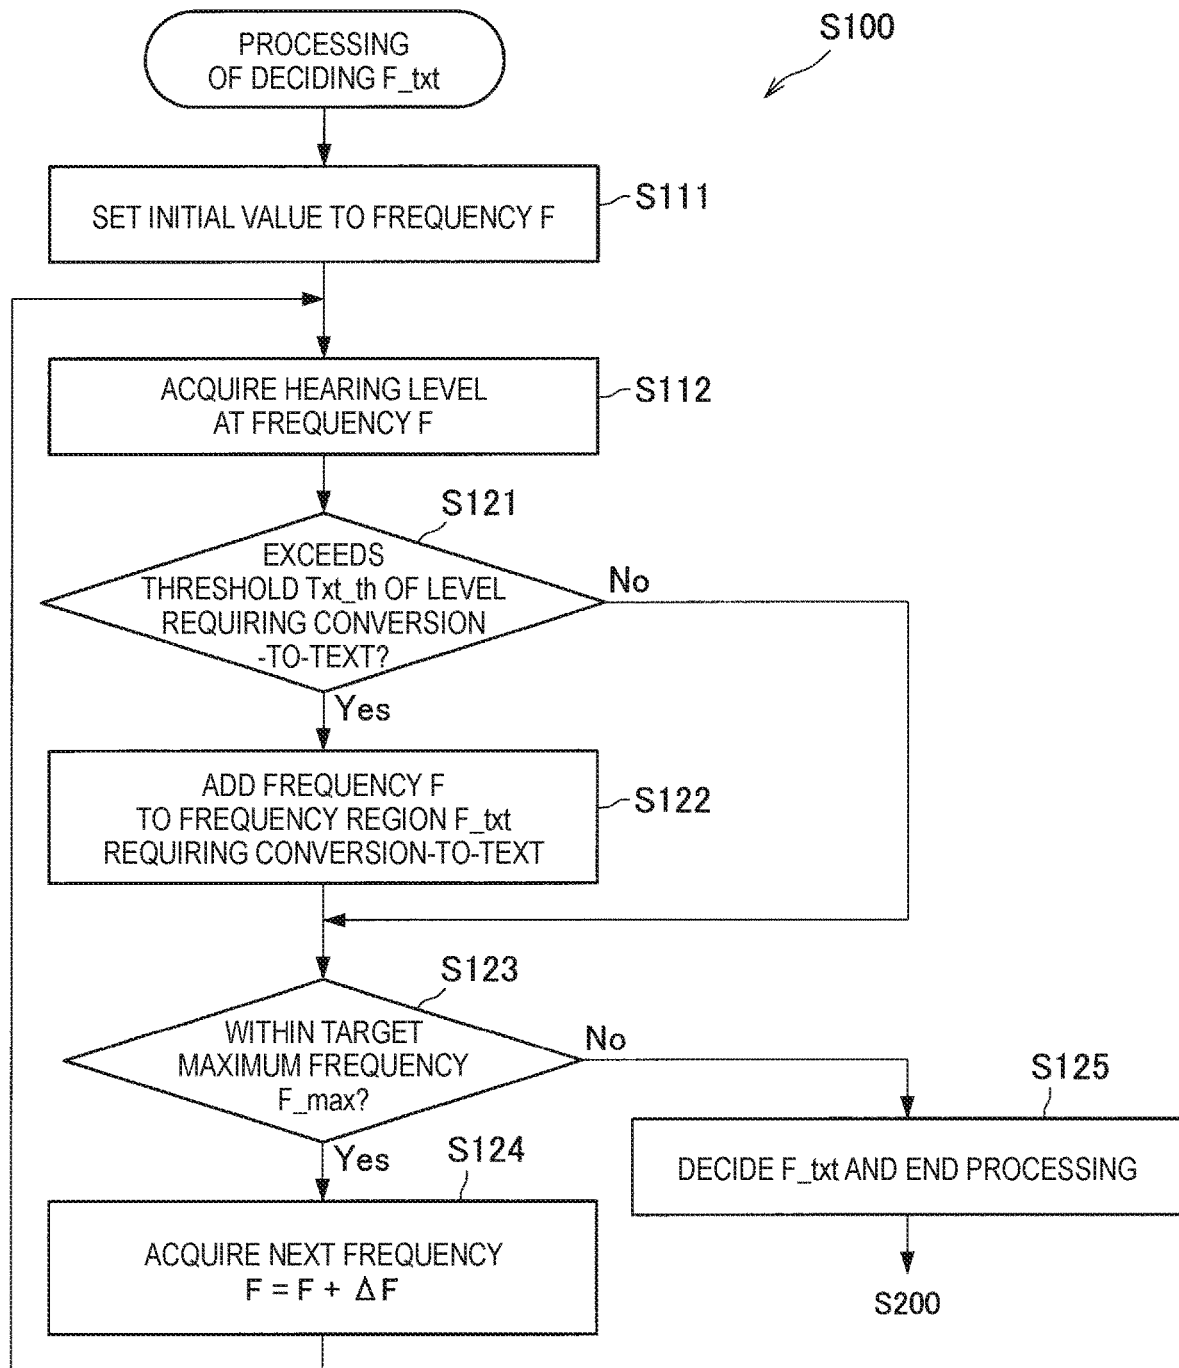 PROCESSING
OF DECIDING F_txt
S100
SET INITIAL VALUE TO FREQUENCY F
S111
ACQUIRE HEARING LEVEL
AT FREQUENCY F
S112
S121
EXCEEDS
THRESHOLD Txt_th OF LEVEL
REQUIRING CONVERSION
-TO-TEXT?
No
Yes
ADD FREQUENCY F
TO FREQUENCY REGION F_txt
REQUIRING CONVERSION-TO-TEXT
S122
S123
WITHIN TARGET
MAXIMUM FREQUENCY
F_max?
No
Yes
S125
DECIDE F_txt AND END PROCESSING
S124
ACQUIRE NEXT FREQUENCY
F = F + Δ F
S200